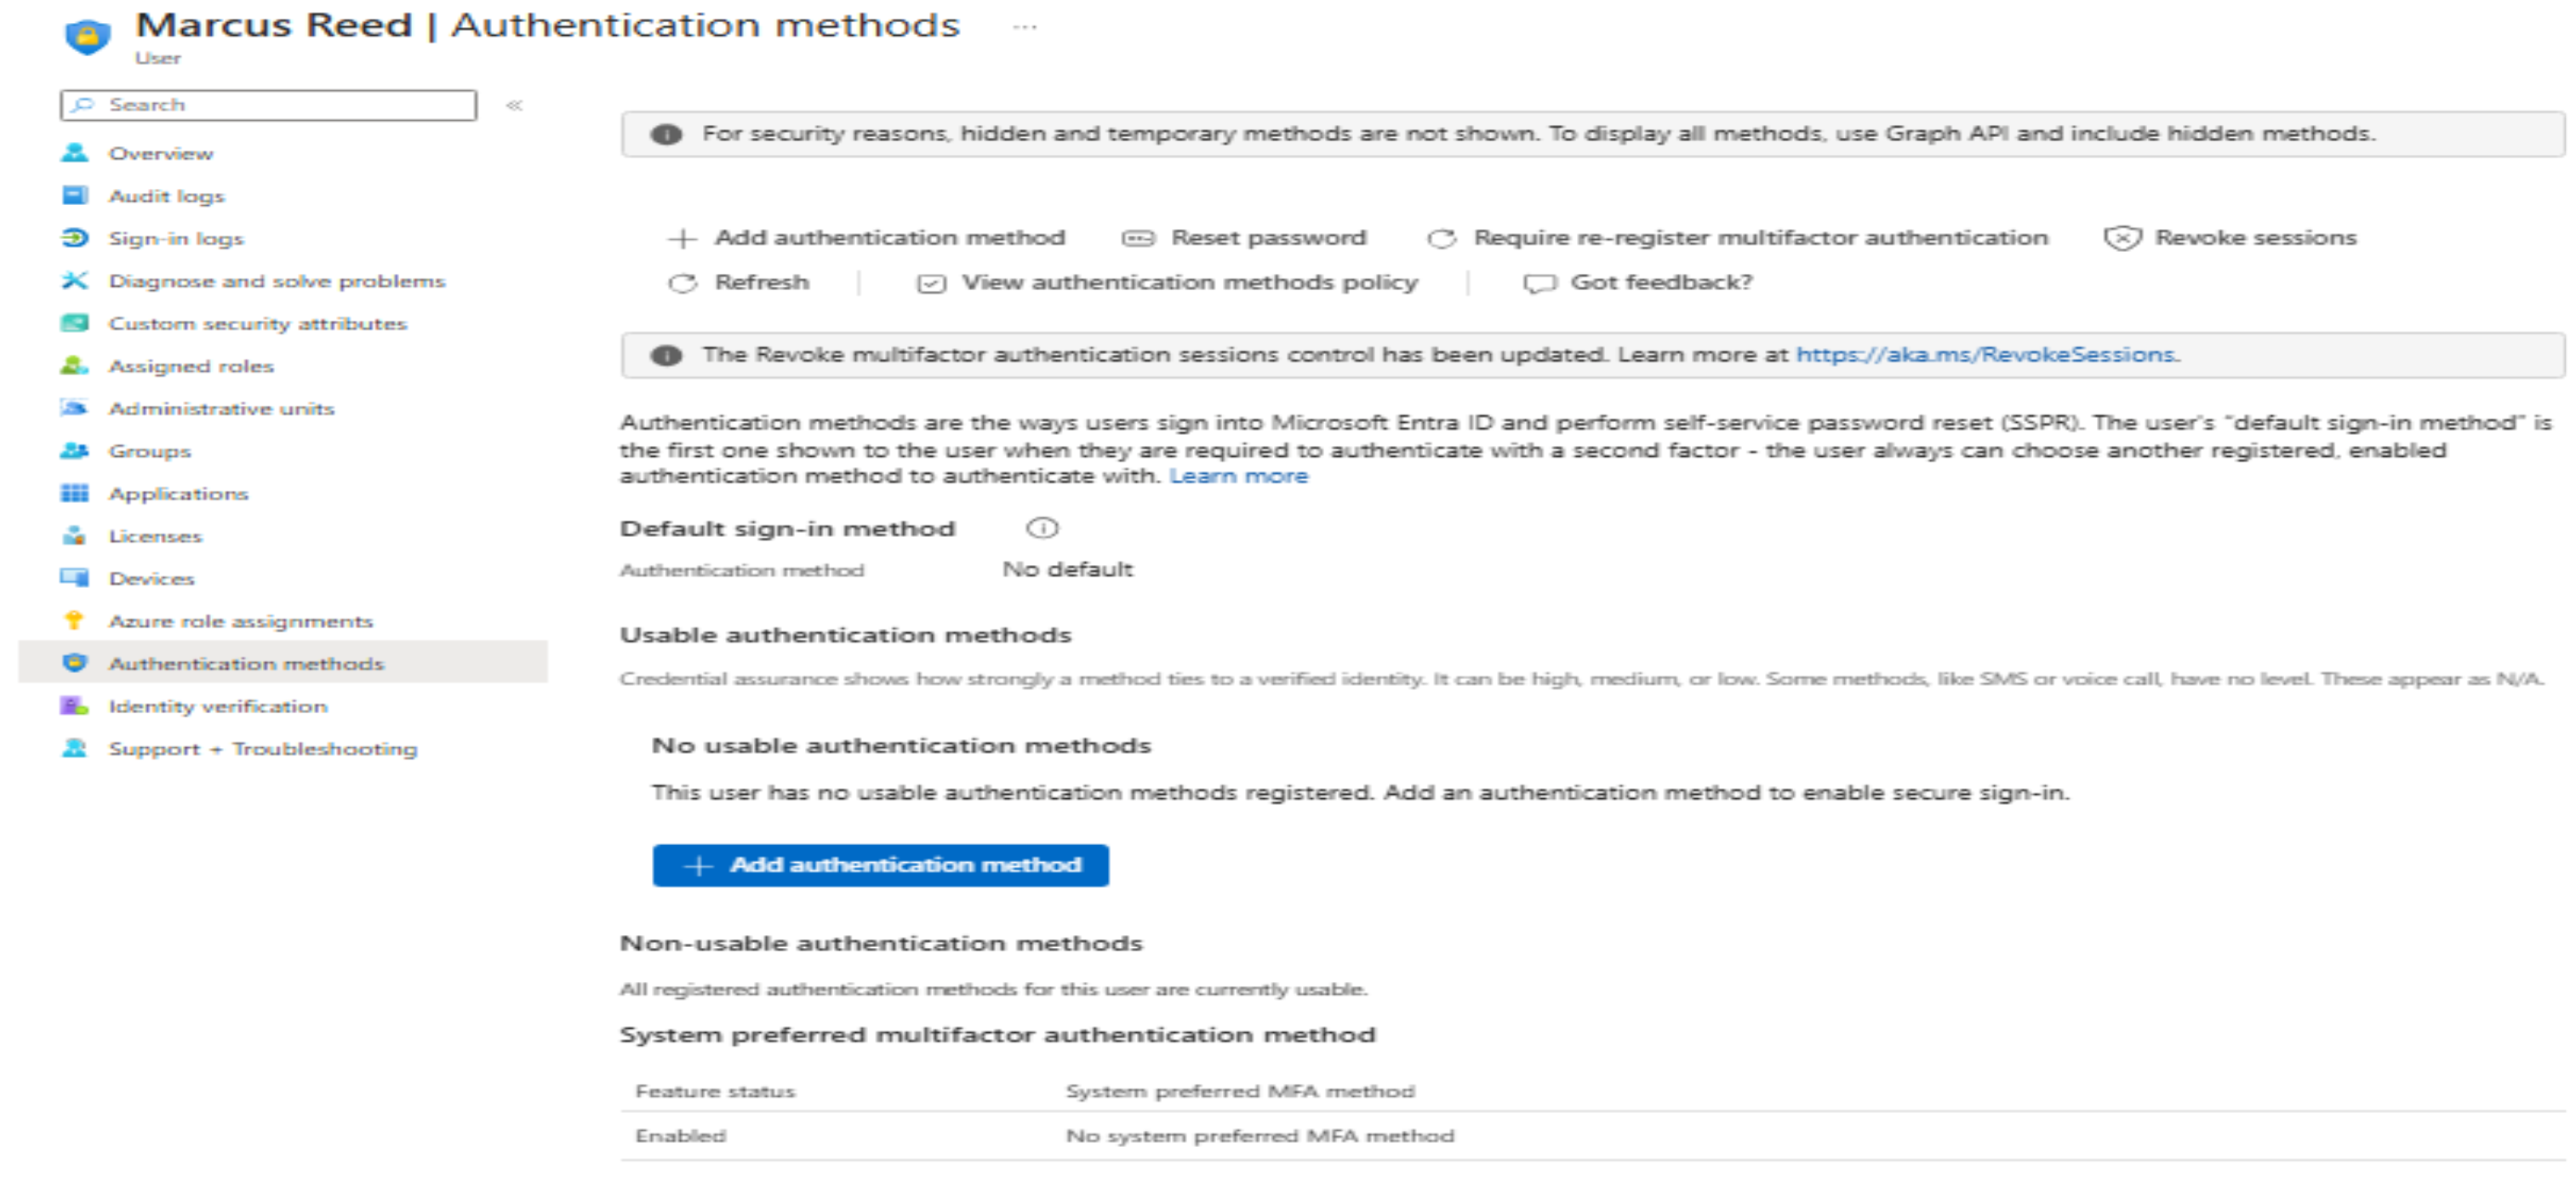 Marcus Reed | Authentication methods ...
User
Search
Overview
Audit logs
Sign-in logs
Diagnose and solve problems
Custom security attributes
Assigned roles
Administrative units
Groups
Applications
Licenses
Devices
Azure role assignments
Authentication methods
Identity verification
Support + Troubleshooting
For security reasons, hidden and temporary methods are not shown. To display all methods, use Graph API and include hidden methods.
Add authentication method Reset password Require re-register multifactor authentication Revoke sessions
Refresh View authentication methods policy Got feedback?
The Revoke multifactor authentication sessions control has been updated. Learn more at https://aka.ms/RevokeSessions.
Authentication methods are the ways users sign into Microsoft Entra ID and perform self-service password reset (SSPR). The user's "default sign-in method" is
the first one shown to the user when they are required to authenticate with a second factor - the user always can choose another registered, enabled
authentication method to authenticate with. Learn more
Default sign-in method
Authentication method No default
Usable authentication methods
Credential assurance shows how strongly a method ties to a verified identity. It can be high, medium, or low. Some methods, like SMS or voice call, have no level. These appear as N/A.
No usable authentication methods
This user has no usable authentication methods registered. Add an authentication method to enable secure sign-in.
Add authentication method
Non-usable authentication methods
All registered authentication methods for this user are currently usable.
System preferred multifactor authentication method
Feature status System preferred MFA method
Enabled No system preferred MFA method